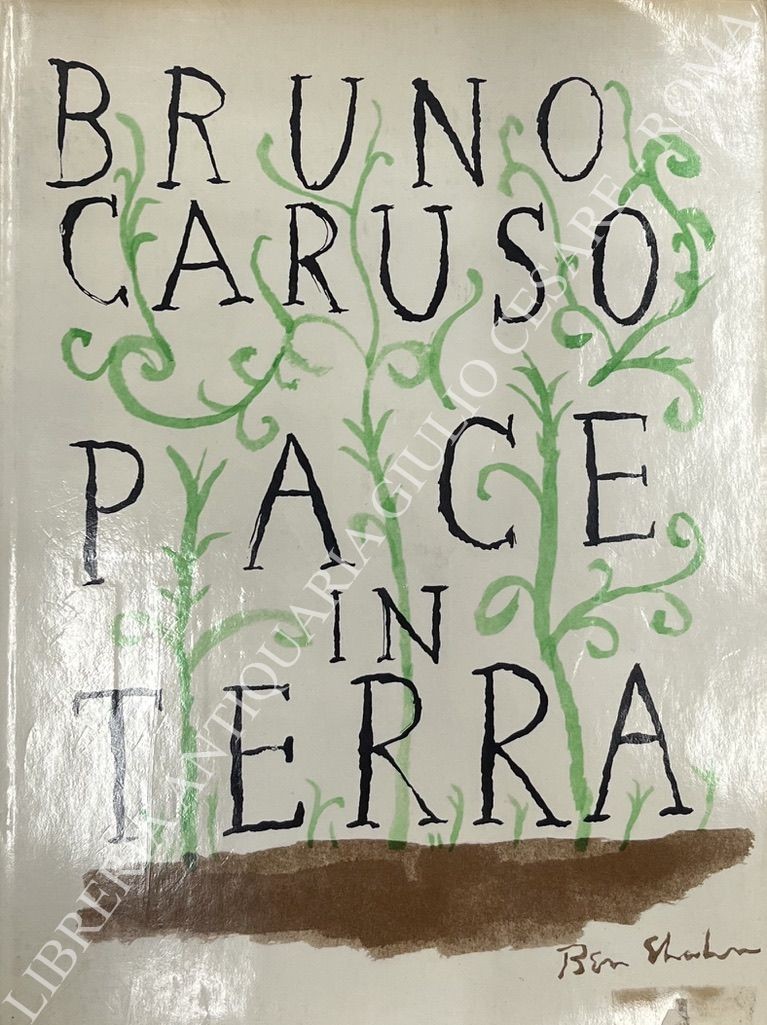 BRUNO
CARUSO
PACE
IN
TERRA
Ben Shahn
LIBRERIA ANTIQUARIA GIULIO CESARE - ROMA